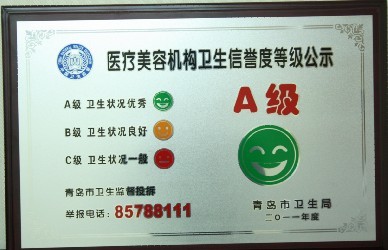 医疗美容机构卫生信誉度等级公示
A级 卫生状况优秀
B级 卫生状况良好
C级 卫生状况一般
A级
青岛市卫生监督投诉
举报电话：85788111
青岛市卫生局
二〇一一年度